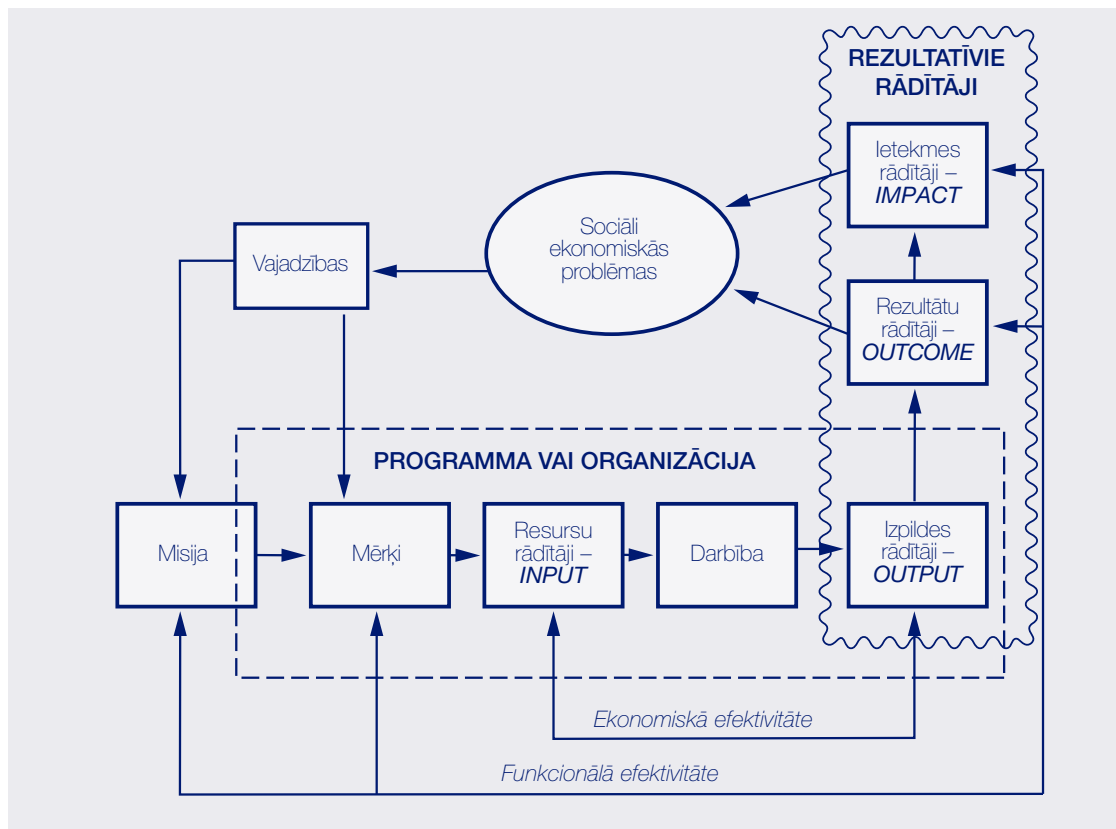 REZULTATĪVIE
RĀDĪTĀJI
Ietekmes
rādītāji –
IMPACT
Sociāli
ekonomiskās
problēmas
Vajadzības
Rezultātu
rādītāji –
OUTCOME
PROGRAMMA VAI ORGANIZĀCIJA
Misija
Mērķi
Resursu
rādītāji –
INPUT
Darbība
Izpildes
rādītāji –
OUTPUT
Ekonomiskā efektivitāte
Funkcionālā efektivitāte